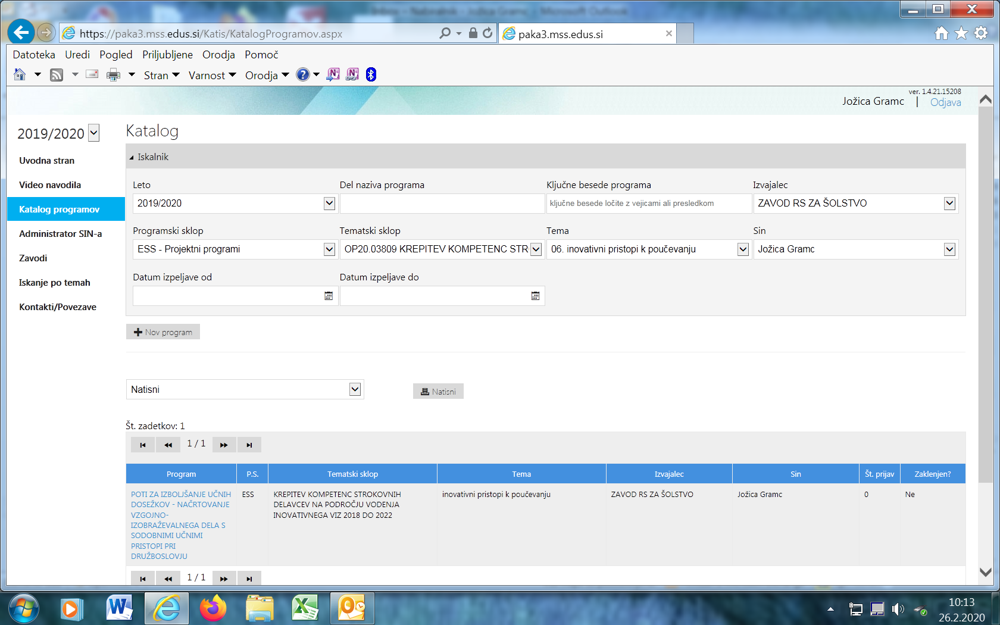 https://paka3.mss.edus.si/Katis/KatalogProgramov.aspx
paka3.mss.edus.si
Datoteka Uredi Pogled Priljubljene Orodja Pomoč
Stran Varnost Orodja
ver. 1.4.21.15208
Jožica Gramc | Odjava
2019/2020
Katalog
Uvodna stran
Video navodila
Katalog programov
Administrator SIN-a
Zavodi
Iskanje po temah
Kontakti/Povezave
Iskalnik
Leto Del naziva programa Ključne besede programa Izvajalec
2019/2020 ključne besede ločite z vejicami ali presledkom ZAVOD RS ZA ŠOLSTVO
Programski sklop Tematski sklop Tema Sin
ESS - Projektni programi OP20.03809 KREPITEV KOMPETENC STR 06. inovativni pristopi k poučevanju Jožica Gramc
Datum izpeljave od Datum izpeljave do
Nov program
Natisni Natisni
Št. zadetkov: 1
1 / 1
Program P.S. Tematski sklop Tema Izvajalec Sin Št. prijav Zaklenjen?
POTI ZA IZBOLJŠANJE UČNIH ESS KREPITEV KOMPETENC STROKOVNIH inovativni pristopi k poučevanju ZAVOD RS ZA ŠOLSTVO Jožica Gramc 0 Ne
DOSEŽKOV - NAČRTOVANJE DELAVCEV NA PODROČJU VODENJA
VZGOJNO- INOVATIVNEGA VIZ 2018 DO 2022
IZOBRAŽEVALNEGA DELA S
SODOBNIMI UČNIMI
PRISTOPI PRI
DRUŽBOSLOVJU
1 / 1
10:13
26.2.2020